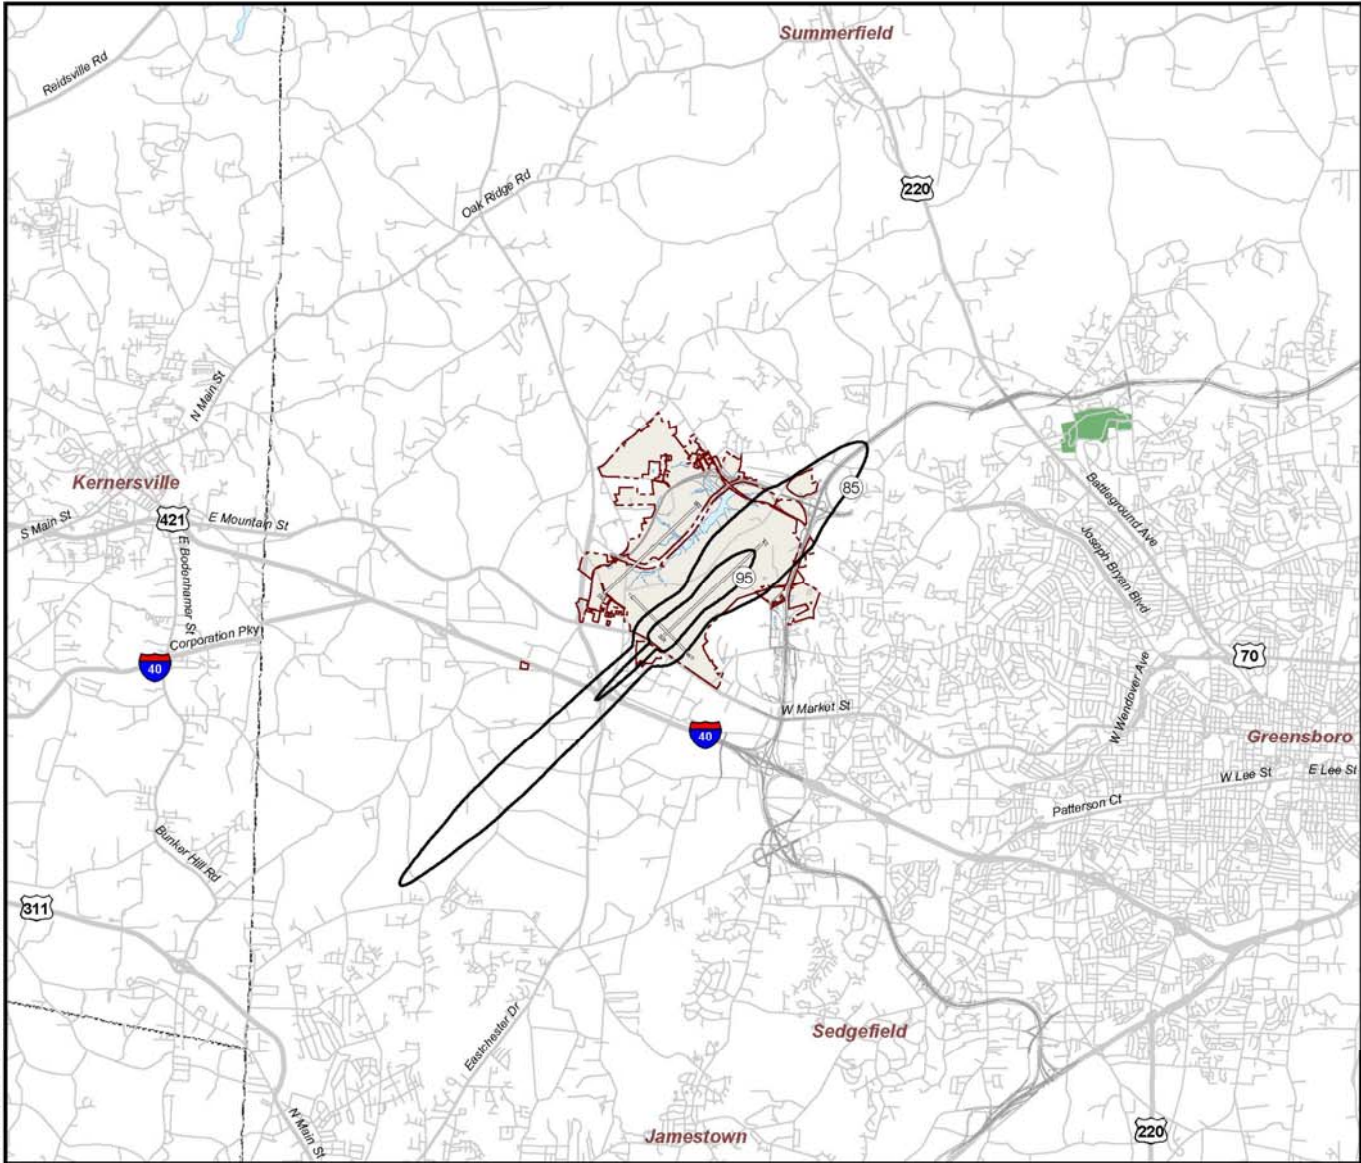 Summerfield
Reidsville Rd
220
Oak Ridge Rd
N Main St
Kernersville
421
E Mountain St
S Main St
E Bodenhamer St
85
Battleground Ave
Joseph Bryan Blvd
95
Corporation Pky
40
70
W Wendover Ave
W Market St
40
Greensboro
W Lee St
E Lee St
Patterson Ct
Bunker Hill Rd
311
Eastchester Dr
Sedgefield
N Main St
Jamestown
220